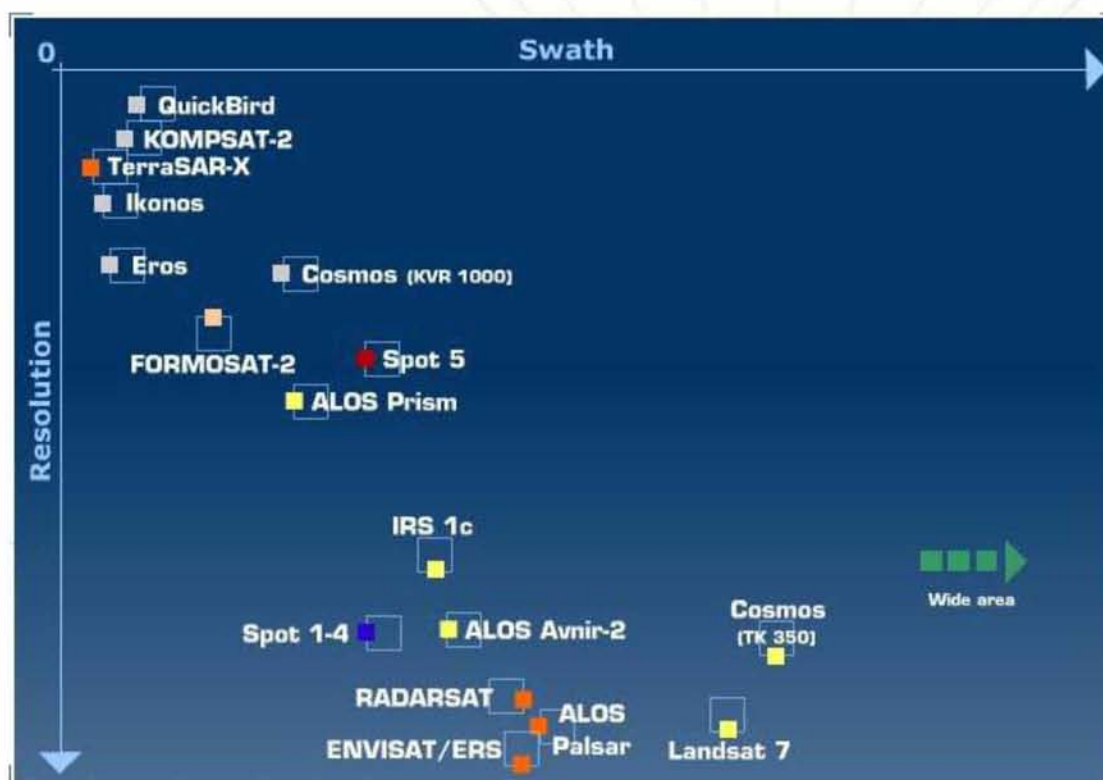 0
Swath
QuickBird
KOMPSAT-2
TerraSAR-X
Ikonos
Eros
Cosmos (KVR 1000)
FORMOSAT-2
Spot 5
ALOS Prism
Resolution
IRS 1c
Wide area
Cosmos
(TK 350)
Spot 1-4
ALOS Avnir-2
RADARSAT
ALOS
Palsar
ENVISAT/ERS
Landsat 7